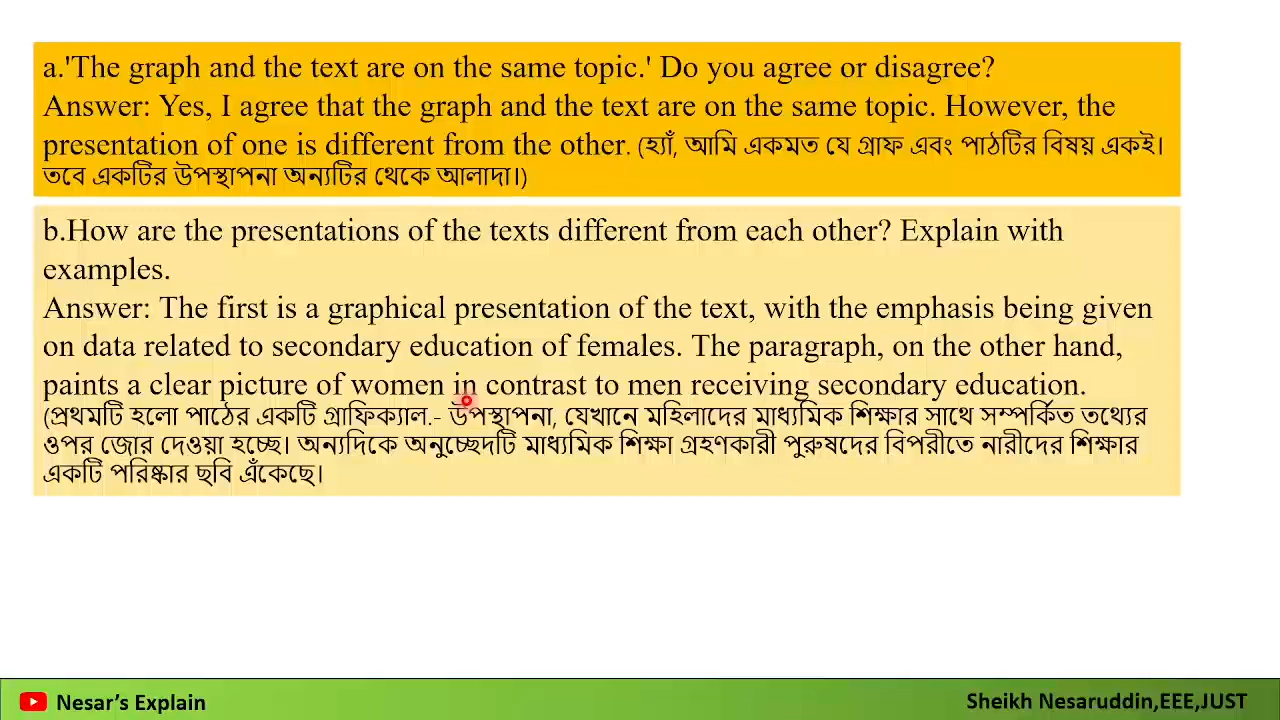 a.'The graph and the text are on the same topic.' Do you agree or disagree?
Answer: Yes, I agree that the graph and the text are on the same topic. However, the
presentation of one is different from the other. (হ্যাঁ, আমি একমত যে গ্রাফ এবং পাঠটির বিষয় একই।
তবে একটির উপস্থাপনা অন্যটির থেকে আলাদা।)
b.How are the presentations of the texts different from each other? Explain with
examples.
Answer: The first is a graphical presentation of the text, with the emphasis being given
on data related to secondary education of females. The paragraph, on the other hand,
paints a clear picture of women in contrast to men receiving secondary education.
(প্রথমটি হলো পাঠের একটি গ্রাফিক্যাল.- উপস্থাপনা, যেখানে মহিলাদের মাধ্যমিক শিক্ষার সাথে সম্পর্কিত তথ্যের
ওপর জোর দেওয়া হচ্ছে। অন্যদিকে অনুচ্ছেদটি মাধ্যমিক শিক্ষা গ্রহণকারী পুরুষদের বিপরীতে নারীদের শিক্ষার
একটি পরিষ্কার ছবি এঁকেছে।
Nesar's Explain
Sheikh Nesaruddin,EEE,JUST